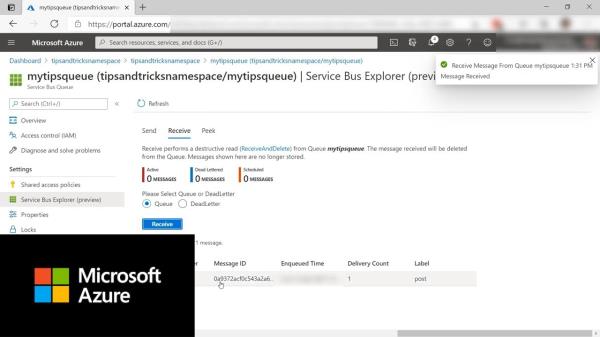 mytipsqueue (tipsandtricksname
https://portal.azure.com/
Microsoft Azure
Search resources, services, and docs (G+/)
4
Dashboard > tipsandtricksnamespace > tipsandtricksnamespace > mytipsqueue (tipsandtricksnamespace/mytipsqueue)
mytipsqueue (tipsandtricksnamespace/mytipsqueue) | Service Bus Explorer (preview)
Service Bus Queue
Receive Message From Queue mytipsqueue 1:31 PM
Message Received
Search (Ctrl+/)
Refresh
Overview
Access control (IAM)
Diagnose and solve problems
Settings
Shared access policies
Service Bus Explorer (preview)
Properties
Locks
Send Receive Peek
Receive performs a destructive read (ReceiveAndDelete) from Queue mytipsqueue. The message received will be deleted
from the Queue. Messages shown here are no longer stored.
Active
0 MESSAGES
Dead Lettered
0 MESSAGES
Scheduled
0 MESSAGES
Please Select Queue or DeadLetter
Queue DeadLetter
Receive
1 message.
Message ID Enqueued Time Delivery Count Label
0a9372acf0c543a2a6.. 1 post
Microsoft
Azure